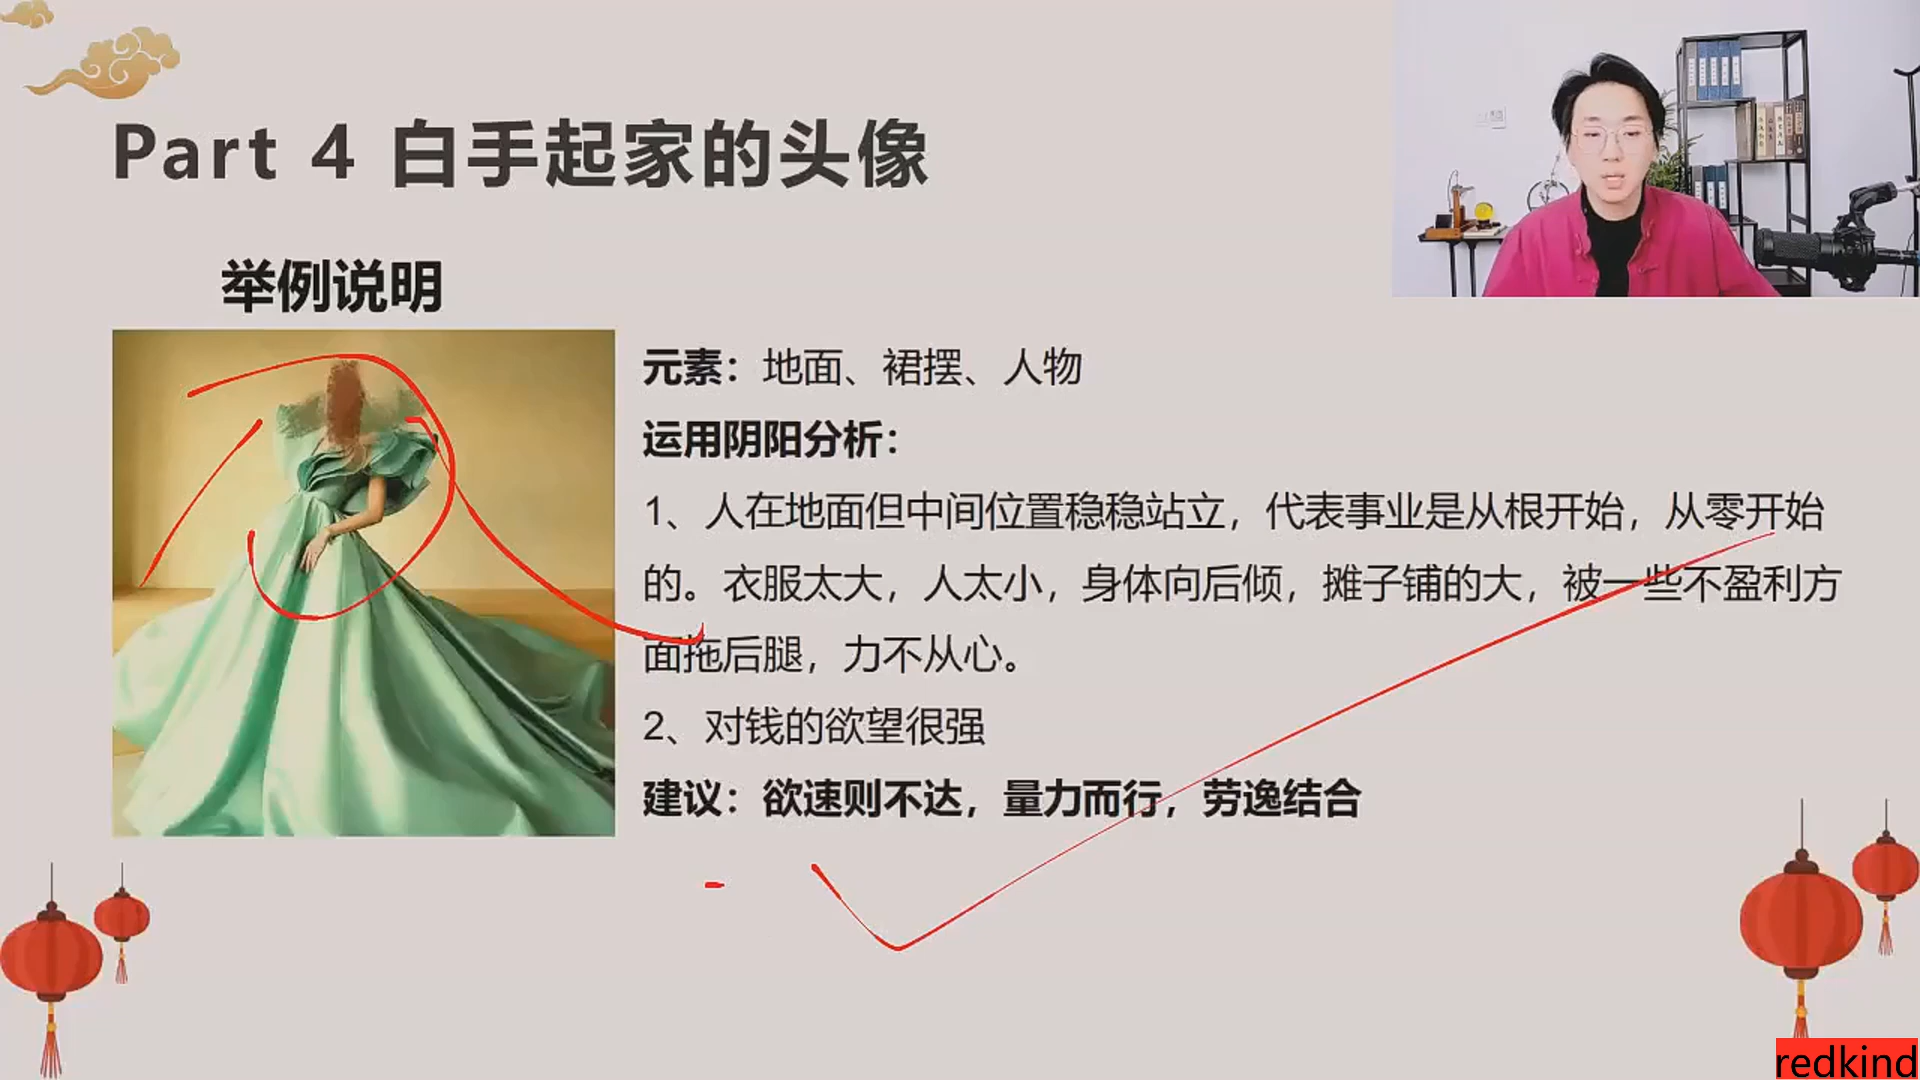 Part 4 白手起家的头像
举例说明
元素：地面、裙摆、人物
运用阴阳分析：
1、人在地面但中间位置稳稳站立，代表事业是从根开始，从零开始
的。衣服太大，人太小，身体向后倾，摊子铺的大，被一些不盈利方
面拖后腿，力不从心。
2、对钱的欲望很强
建议：欲速则不达，量力而行，劳逸结合
redkind